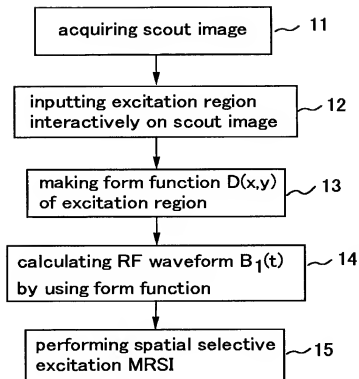 acquiring scout image
11
inputting excitation region
interactively on scout image
12
making form function D(x,y)
of excitation region
13
calculating RF waveform B₁(t)
by using form function
14
performing spatial selective
excitation MRSI
15